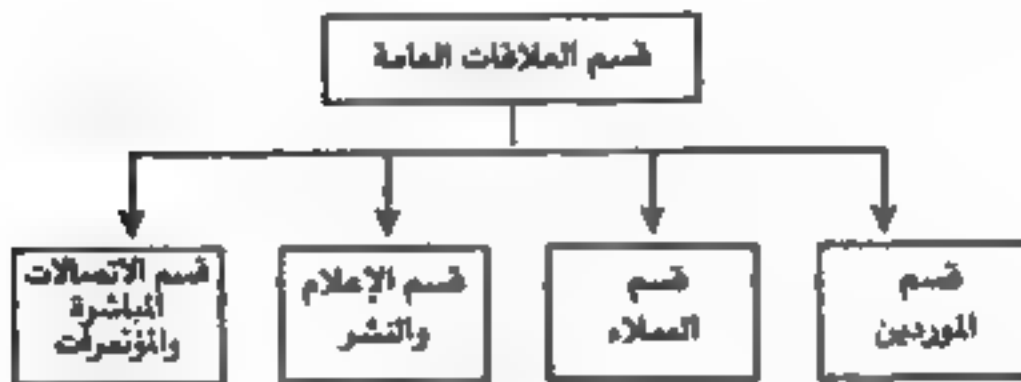 قسم العلاقات العامة
قسم
الموردين
قسم
العملاء
قسم الإعلام
والنشر
قسم الاتصالات
المباشرة
والمؤتمرات